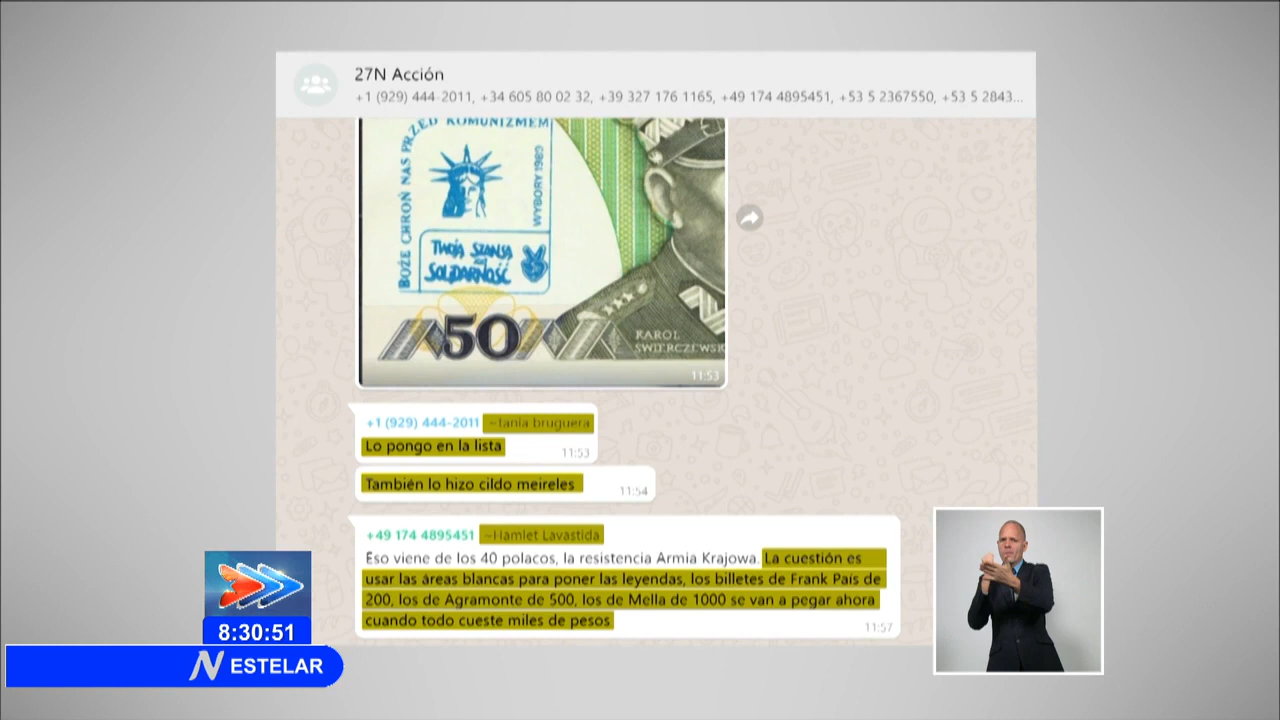 27N Acción
+1 (929) 444-2011, +34 605 80 02 32, +39 327 176 1165, +49 174 4895451, +53 5 2367550, +53 5 2843...
BOŻE CHROŃ NAS PRZED KOMUNIZMEM
WYBORY 1989
TWOJĄ SZANSĄ
SOLIDARNOŚĆ
50
KAROL
ŚWIERCZEWSK
11:53
+1 (929) 444-2011 ~tania bruguera
Lo pongo en la lista
11:53
También lo hizo cildo meireles
11:54
+49 174 4895451 ~Hamlet Lavastida
Eso viene de los 40 polacos, la resistencia Armia Krajowa. La cuestión es
usar las áreas blancas para poner las leyendas, los billetes de Frank País de
200, los de Agramonte de 500, los de Mella de 1000 se van a pegar ahora
cuando todo cueste miles de pesos
11:57
8:30:51
N ESTELAR